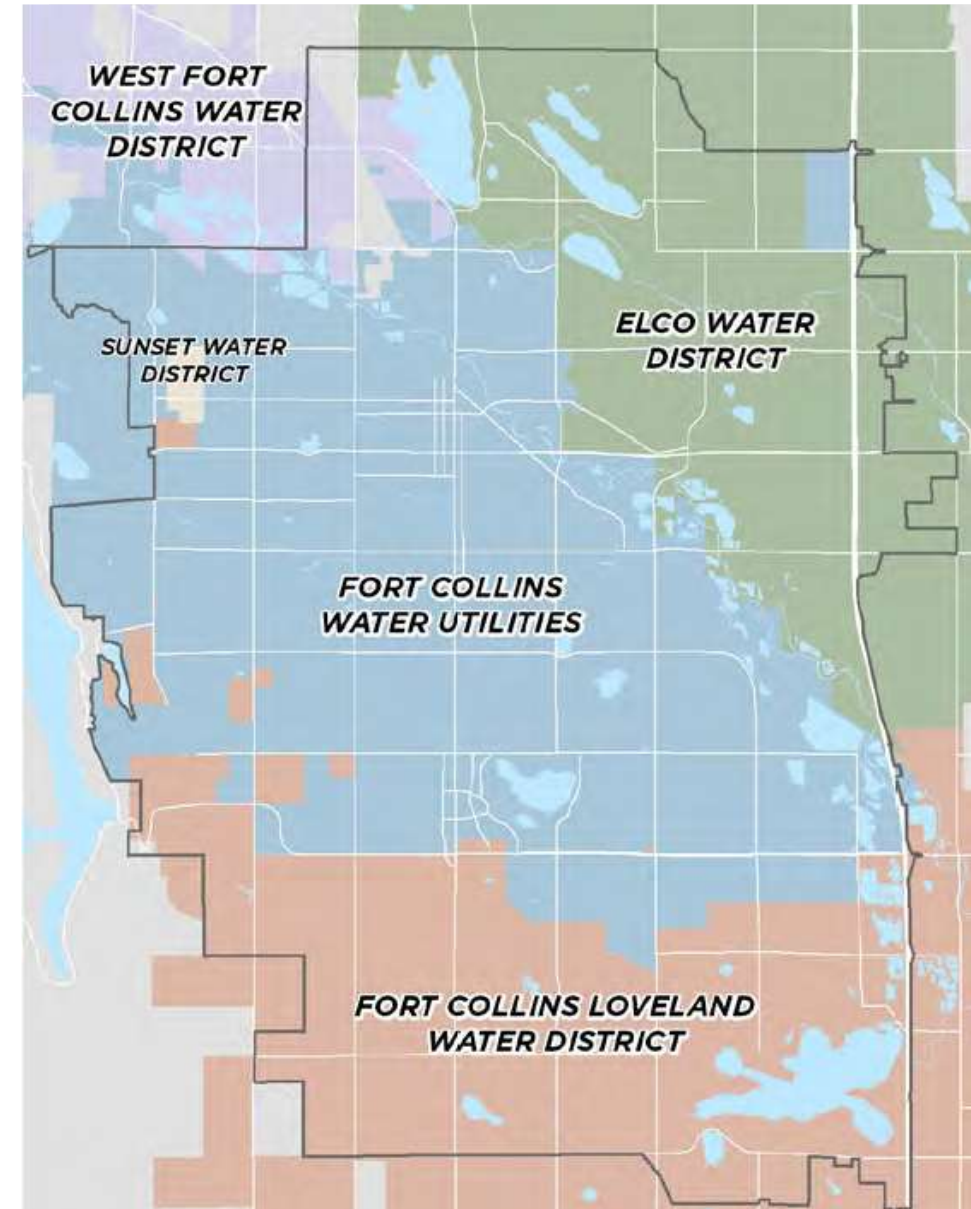 WEST FORT
COLLINS WATER
DISTRICT
SUNSET WATER
DISTRICT
ELCO WATER
DISTRICT
FORT COLLINS
WATER UTILITIES
FORT COLLINS LOVELAND
WATER DISTRICT